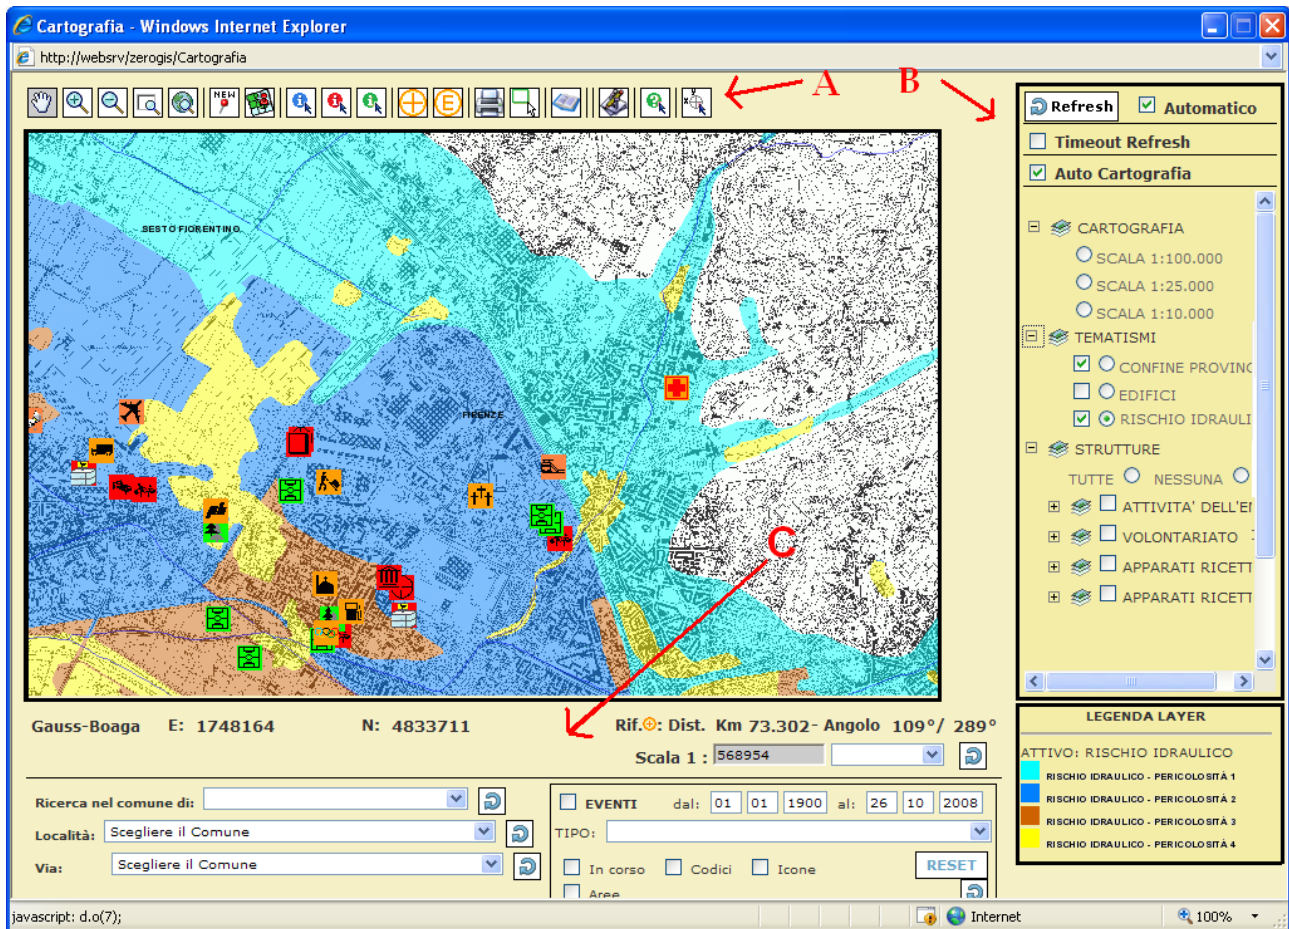 Cartografia - Windows Internet Explorer
http://websrv/zerogis/Cartografia
A
B
NEW
E
Refresh
Automatico
Timeout Refresh
Auto Cartografia
CARTOGRAFIA
SCALA 1:100.000
SCALA 1:25.000
SCALA 1:10.000
TEMATISMI
CONFINE PROVINC
EDIFICI
RISCHIO IDRAULI
STRUTTURE
TUTTE NESSUNA
ATTIVITA' DELL'E
VOLONTARIATO
APPARATI RICETT
APPARATI RICETT
SESTO FIORENTINO
FIRENZE
C
Gauss-Boaga E: 1748164 N: 4833711 Rif. : Dist. Km 73.302- Angolo 109°/ 289°
Scala 1 : 568954
LEGENDA LAYER
ATTIVO: RISCHIO IDRAULICO
RISCHIO IDRAULICO - PERICOLOSITÁ 1
RISCHIO IDRAULICO - PERICOLOSITÁ 2
RISCHIO IDRAULICO - PERICOLOSITÁ 3
RISCHIO IDRAULICO - PERICOLOSITÁ 4
Ricerca nel comune di:
Località: Scegliere il Comune
Via: Scegliere il Comune
EVENTI dal: 01 01 1900 al: 26 10 2008
TIPO:
In corso Codici Icone RESET
Aree
javascript: d.o(7);
Internet
100%